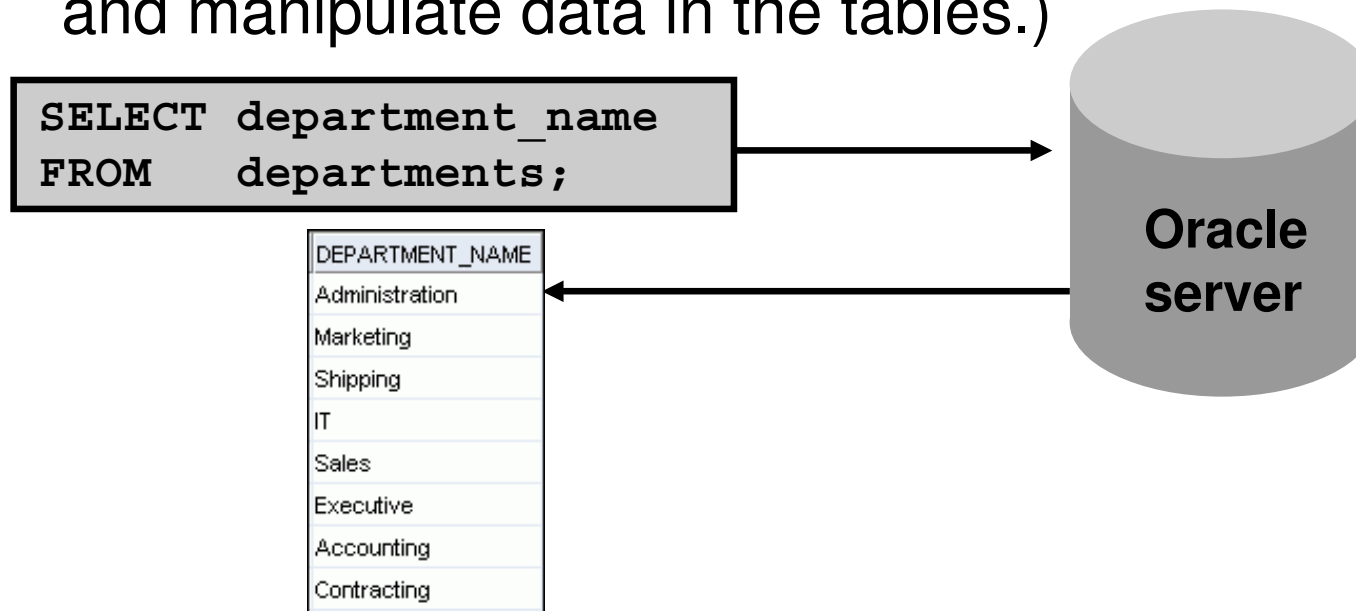 and manipulate data in the tables.)
SELECT department_name
FROM departments;
DEPARTMENT_NAME
Administration
Marketing
Shipping
IT
Sales
Executive
Accounting
Contracting
Oracle
server